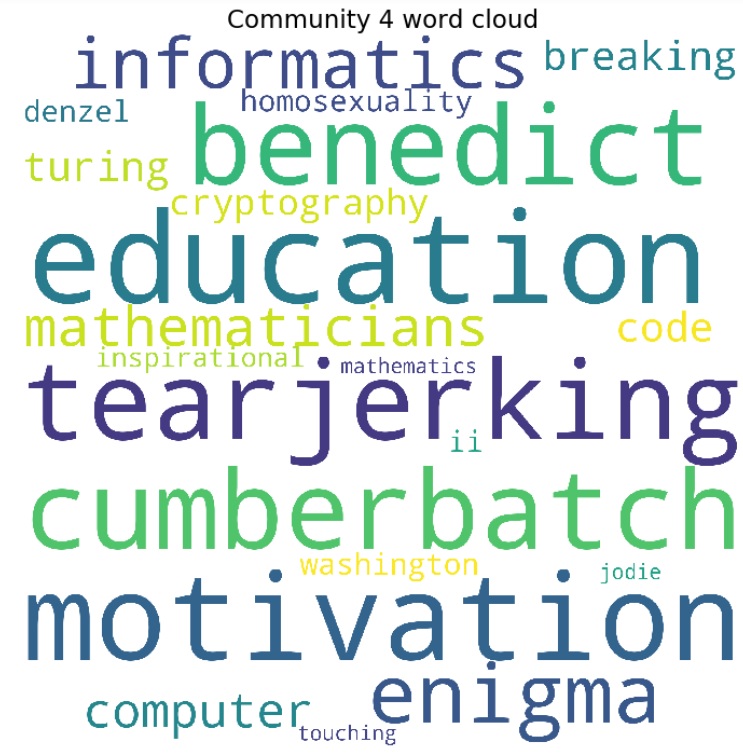 Community 4 word cloud
informatics
breaking
denzel
homosexuality
benedict
turing
cryptography
education
mathematicians
code
inspirational
mathematics
tearjerking
ii
cumberbatch
washington
jodie
motivation
enigma
computer
touching